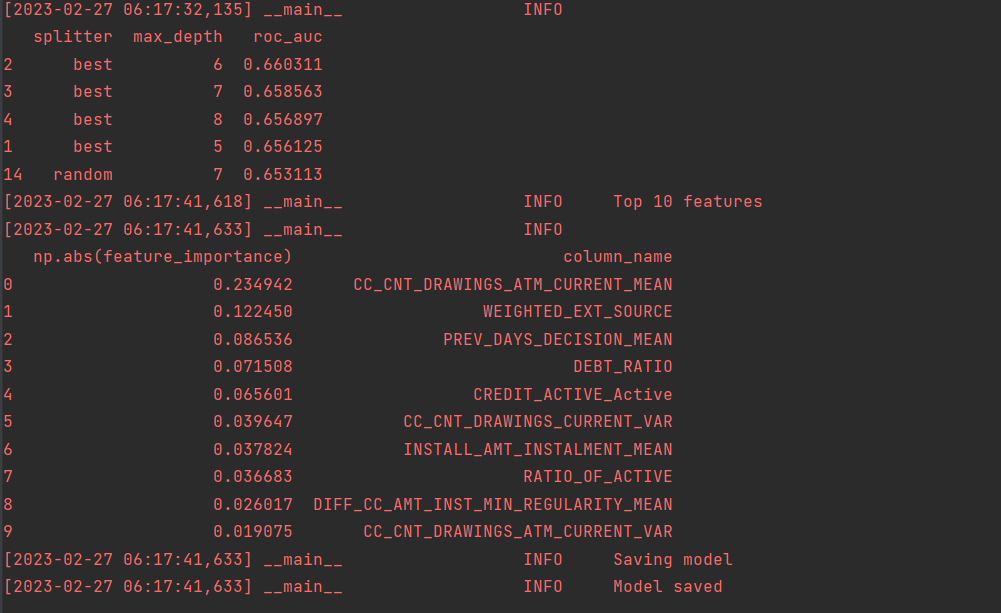 [2023-02-27 06:17:32,135] __main__                  INFO
   splitter  max_depth   roc_auc
2      best          6  0.660311
3      best          7  0.658563
4      best          8  0.656897
1      best          5  0.656125
14   random          7  0.653113
[2023-02-27 06:17:41,618] __main__                  INFO     Top 10 features
[2023-02-27 06:17:41,633] __main__                  INFO
   np.abs(feature_importance)                           column_name
0                    0.234942      CC_CNT_DRAWINGS_ATM_CURRENT_MEAN
1                    0.122450                   WEIGHTED_EXT_SOURCE
2                    0.086536               PREV_DAYS_DECISION_MEAN
3                    0.071508                            DEBT_RATIO
4                    0.065601                  CREDIT_ACTIVE_Active
5                    0.039647           CC_CNT_DRAWINGS_CURRENT_VAR
6                    0.037824           INSTALL_AMT_INSTALMENT_MEAN
7                    0.036683                       RATIO_OF_ACTIVE
8                    0.026017  DIFF_CC_AMT_INST_MIN_REGULARITY_MEAN
9                    0.019075       CC_CNT_DRAWINGS_ATM_CURRENT_VAR
[2023-02-27 06:17:41,633] __main__                  INFO     Saving model
[2023-02-27 06:17:41,633] __main__                  INFO     Model saved